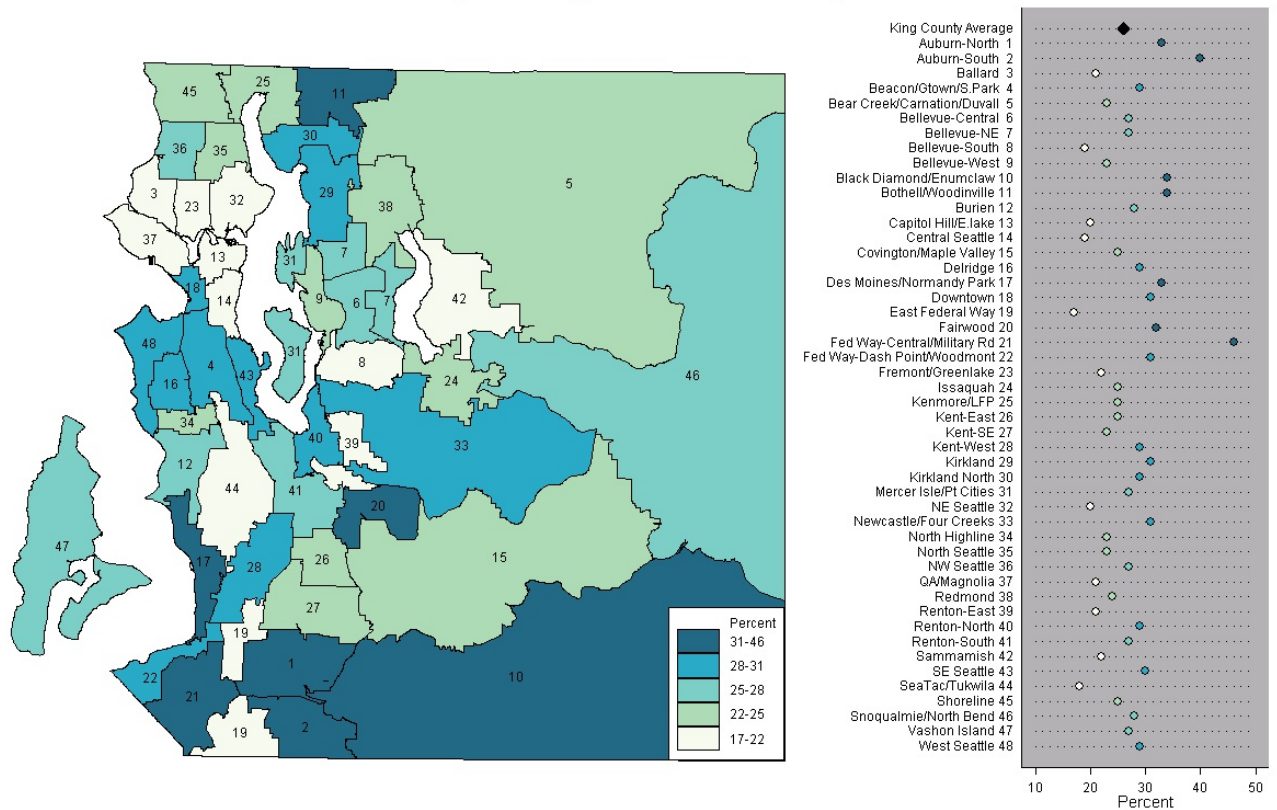 King County Average
Auburn-North 1
Auburn-South 2
Ballard 3
Beacon/Gtown/S.Park 4
Bear Creek/Carnation/Duvall 5
Bellevue-Central 6
Bellevue-NE 7
Bellevue-South 8
Bellevue-West 9
Black Diamond/Enumclaw 10
Bothell/Woodinville 11
Burien 12
Capitol Hill/E.lake 13
Central Seattle 14
Covington/Maple Valley 15
Delridge 16
Des Moines/Normandy Park 17
Downtown 18
East Federal Way 19
Fairwood 20
Fed Way-Central/Military Rd 21
Fed Way-Dash Point/Woodmont 22
Fremont/Greenlake 23
Issaquah 24
Kenmore/LFP 25
Kent-East 26
Kent-SE 27
Kent-West 28
Kirkland 29
Kirkland North 30
Mercer Isle/Pt Cities 31
NE Seattle 32
Newcastle/Four Creeks 33
North Highline 34
North Seattle 35
NW Seattle 36
QA/Magnolia 37
Redmond 38
Renton-East 39
Renton-North 40
Renton-South 41
Sammamish 42
SE Seattle 43
SeaTac/Tukwila 44
Shoreline 45
Snoqualmie/North Bend 46
Vashon Island 47
West Seattle 48
10 20 30 40 50
Percent
45 25 11
36 35 30
3 23 32 29 5
38
37 13 31 7
18 14 9 6 7 42
48 4 43 31 8 46
16 24
34 40 39 33
12 44 41 20
47 17 28 26 15
27
19
22 21 1 10
19 2
Percent
31-46
28-31
25-28
22-25
17-22